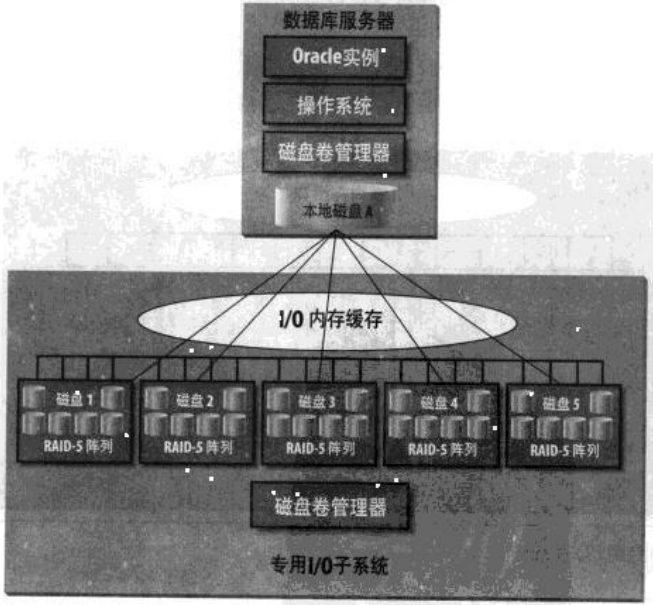 数据库服务器
Oracle实例
操作系统
磁盘卷管理器
本地磁盘A
I/O 内存缓存
磁盘1
RAID-5 阵列
磁盘2
RAID-5 阵列
磁盘3
RAID-5 阵列
磁盘4
RAID-5 阵列
磁盘5
RAID-5 阵列
磁盘卷管理器
专用I/O子系统